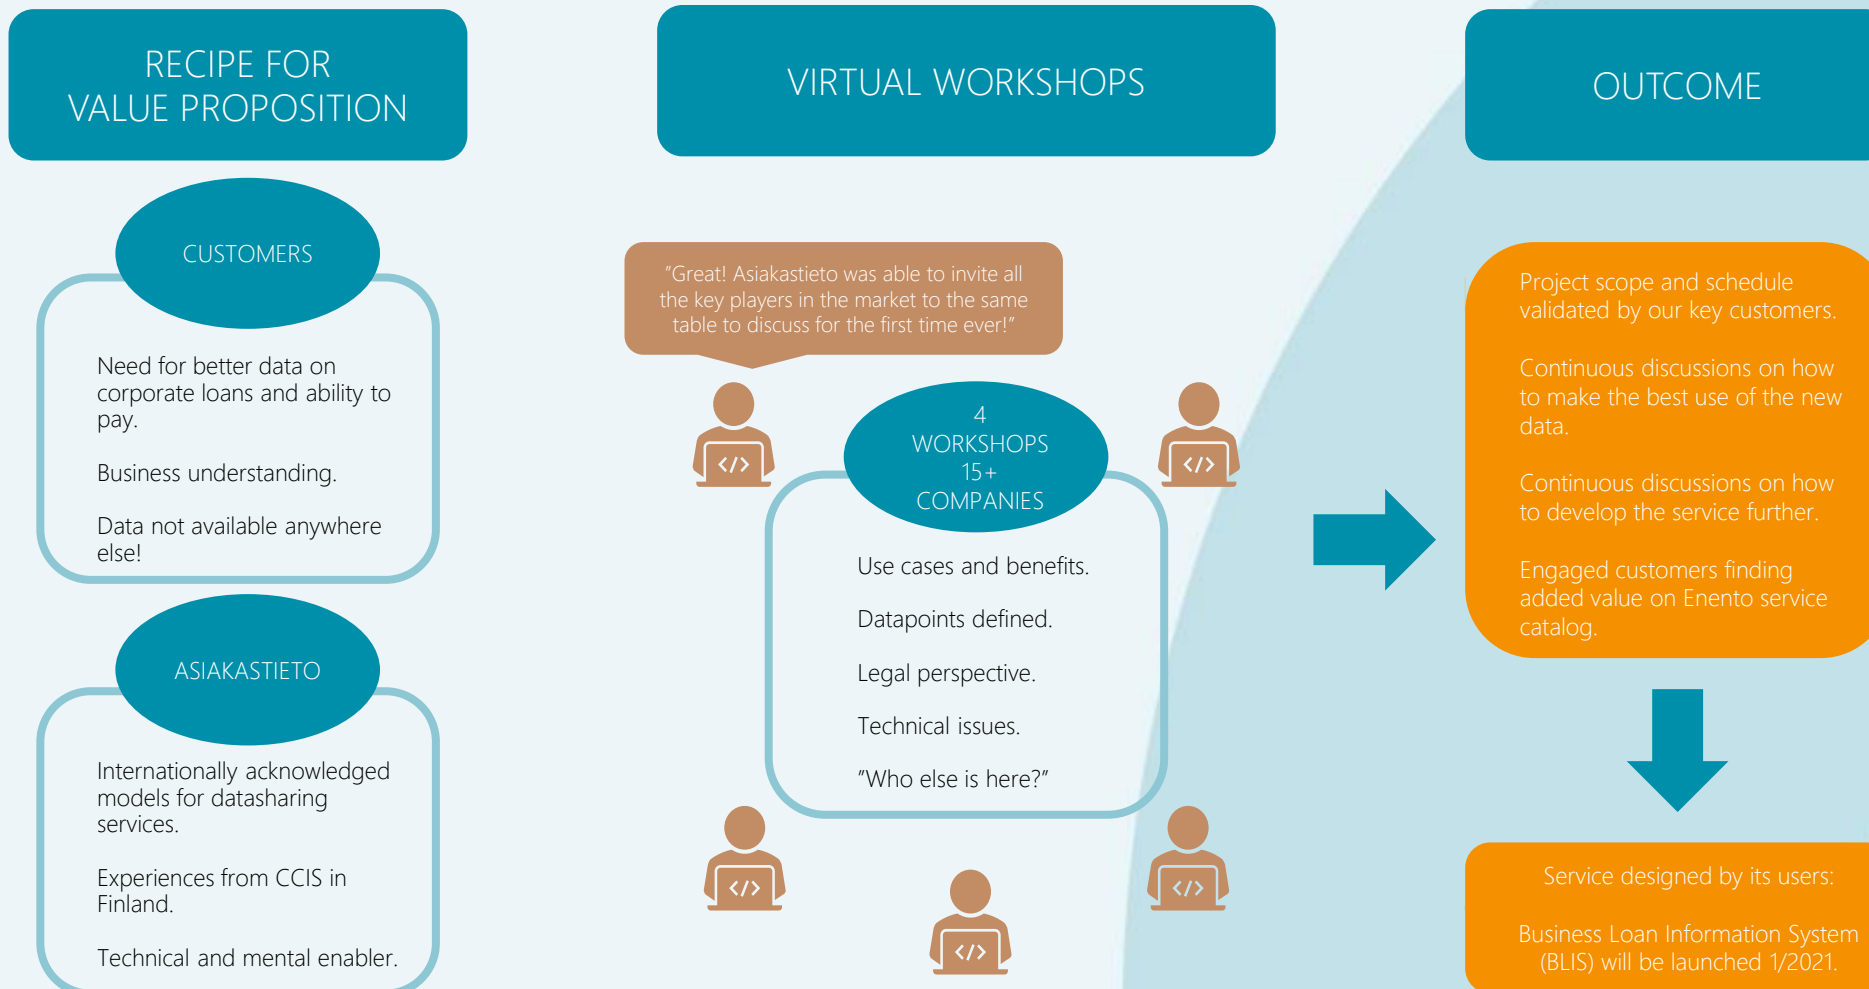 RECIPE FOR
VALUE PROPOSITION
CUSTOMERS
Need for better data on
corporate loans and ability to
pay.
Business understanding.
Data not available anywhere
else!
ASIAKASTIETO
Internationally acknowledged
models for datasharing
services.
Experiences from CCIS in
Finland.
Technical and mental enabler.
VIRTUAL WORKSHOPS
"Great! Asiakastieto was able to invite all
the key players in the market to the same
table to discuss for the first time ever!"
4
WORKSHOPS
15+
COMPANIES
Use cases and benefits.
Datapoints defined.
Legal perspective.
Technical issues.
"Who else is here?"
</>
</>
</>
</>
</>
OUTCOME
Project scope and schedule
validated by our key customers.
Continuous discussions on how
to make the best use of the new
data.
Continuous discussions on how
to develop the service further.
Engaged customers finding
added value on Enento service
catalog.
Service designed by its users:
Business Loan Information System
(BLIS) will be launched 1/2021.